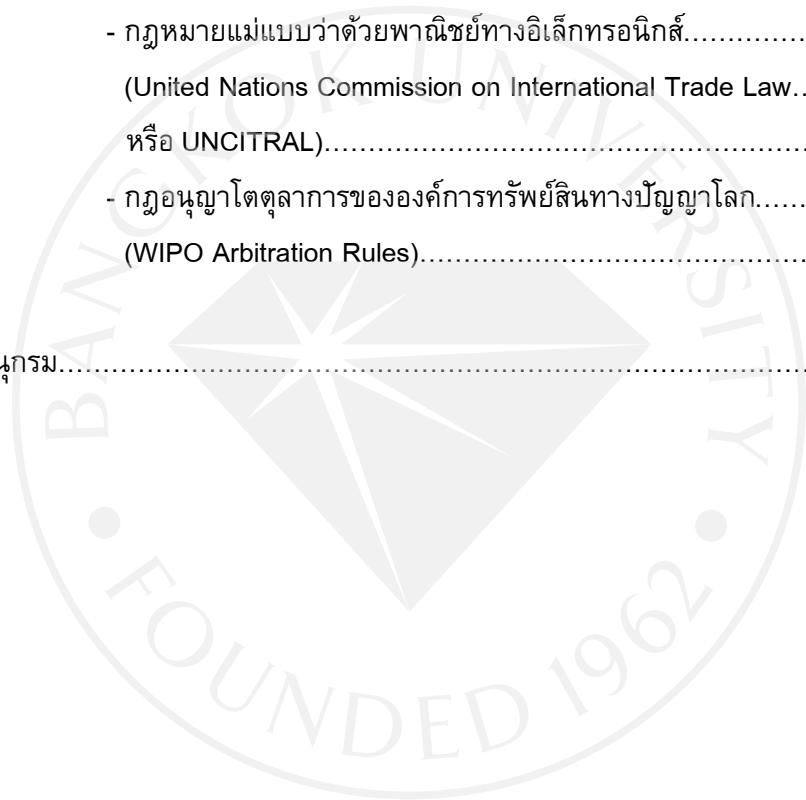 - กฎหมายแม่แบบว่าด้วยพาณิชย์ทางอิเล็กทรอนิกส์……………
(United Nations Commission on International Trade Law…
หรือ UNCITRAL)……………………………………………………
- กฎอนุญาโตตุลาการขององค์การทรัพย์สินทางปัญญาโลก……
(WIPO Arbitration Rules)…………………………………………
นุกรม……………………………………………………………………………………
BANGKOK UNIVERSITY
FOUNDED 1962